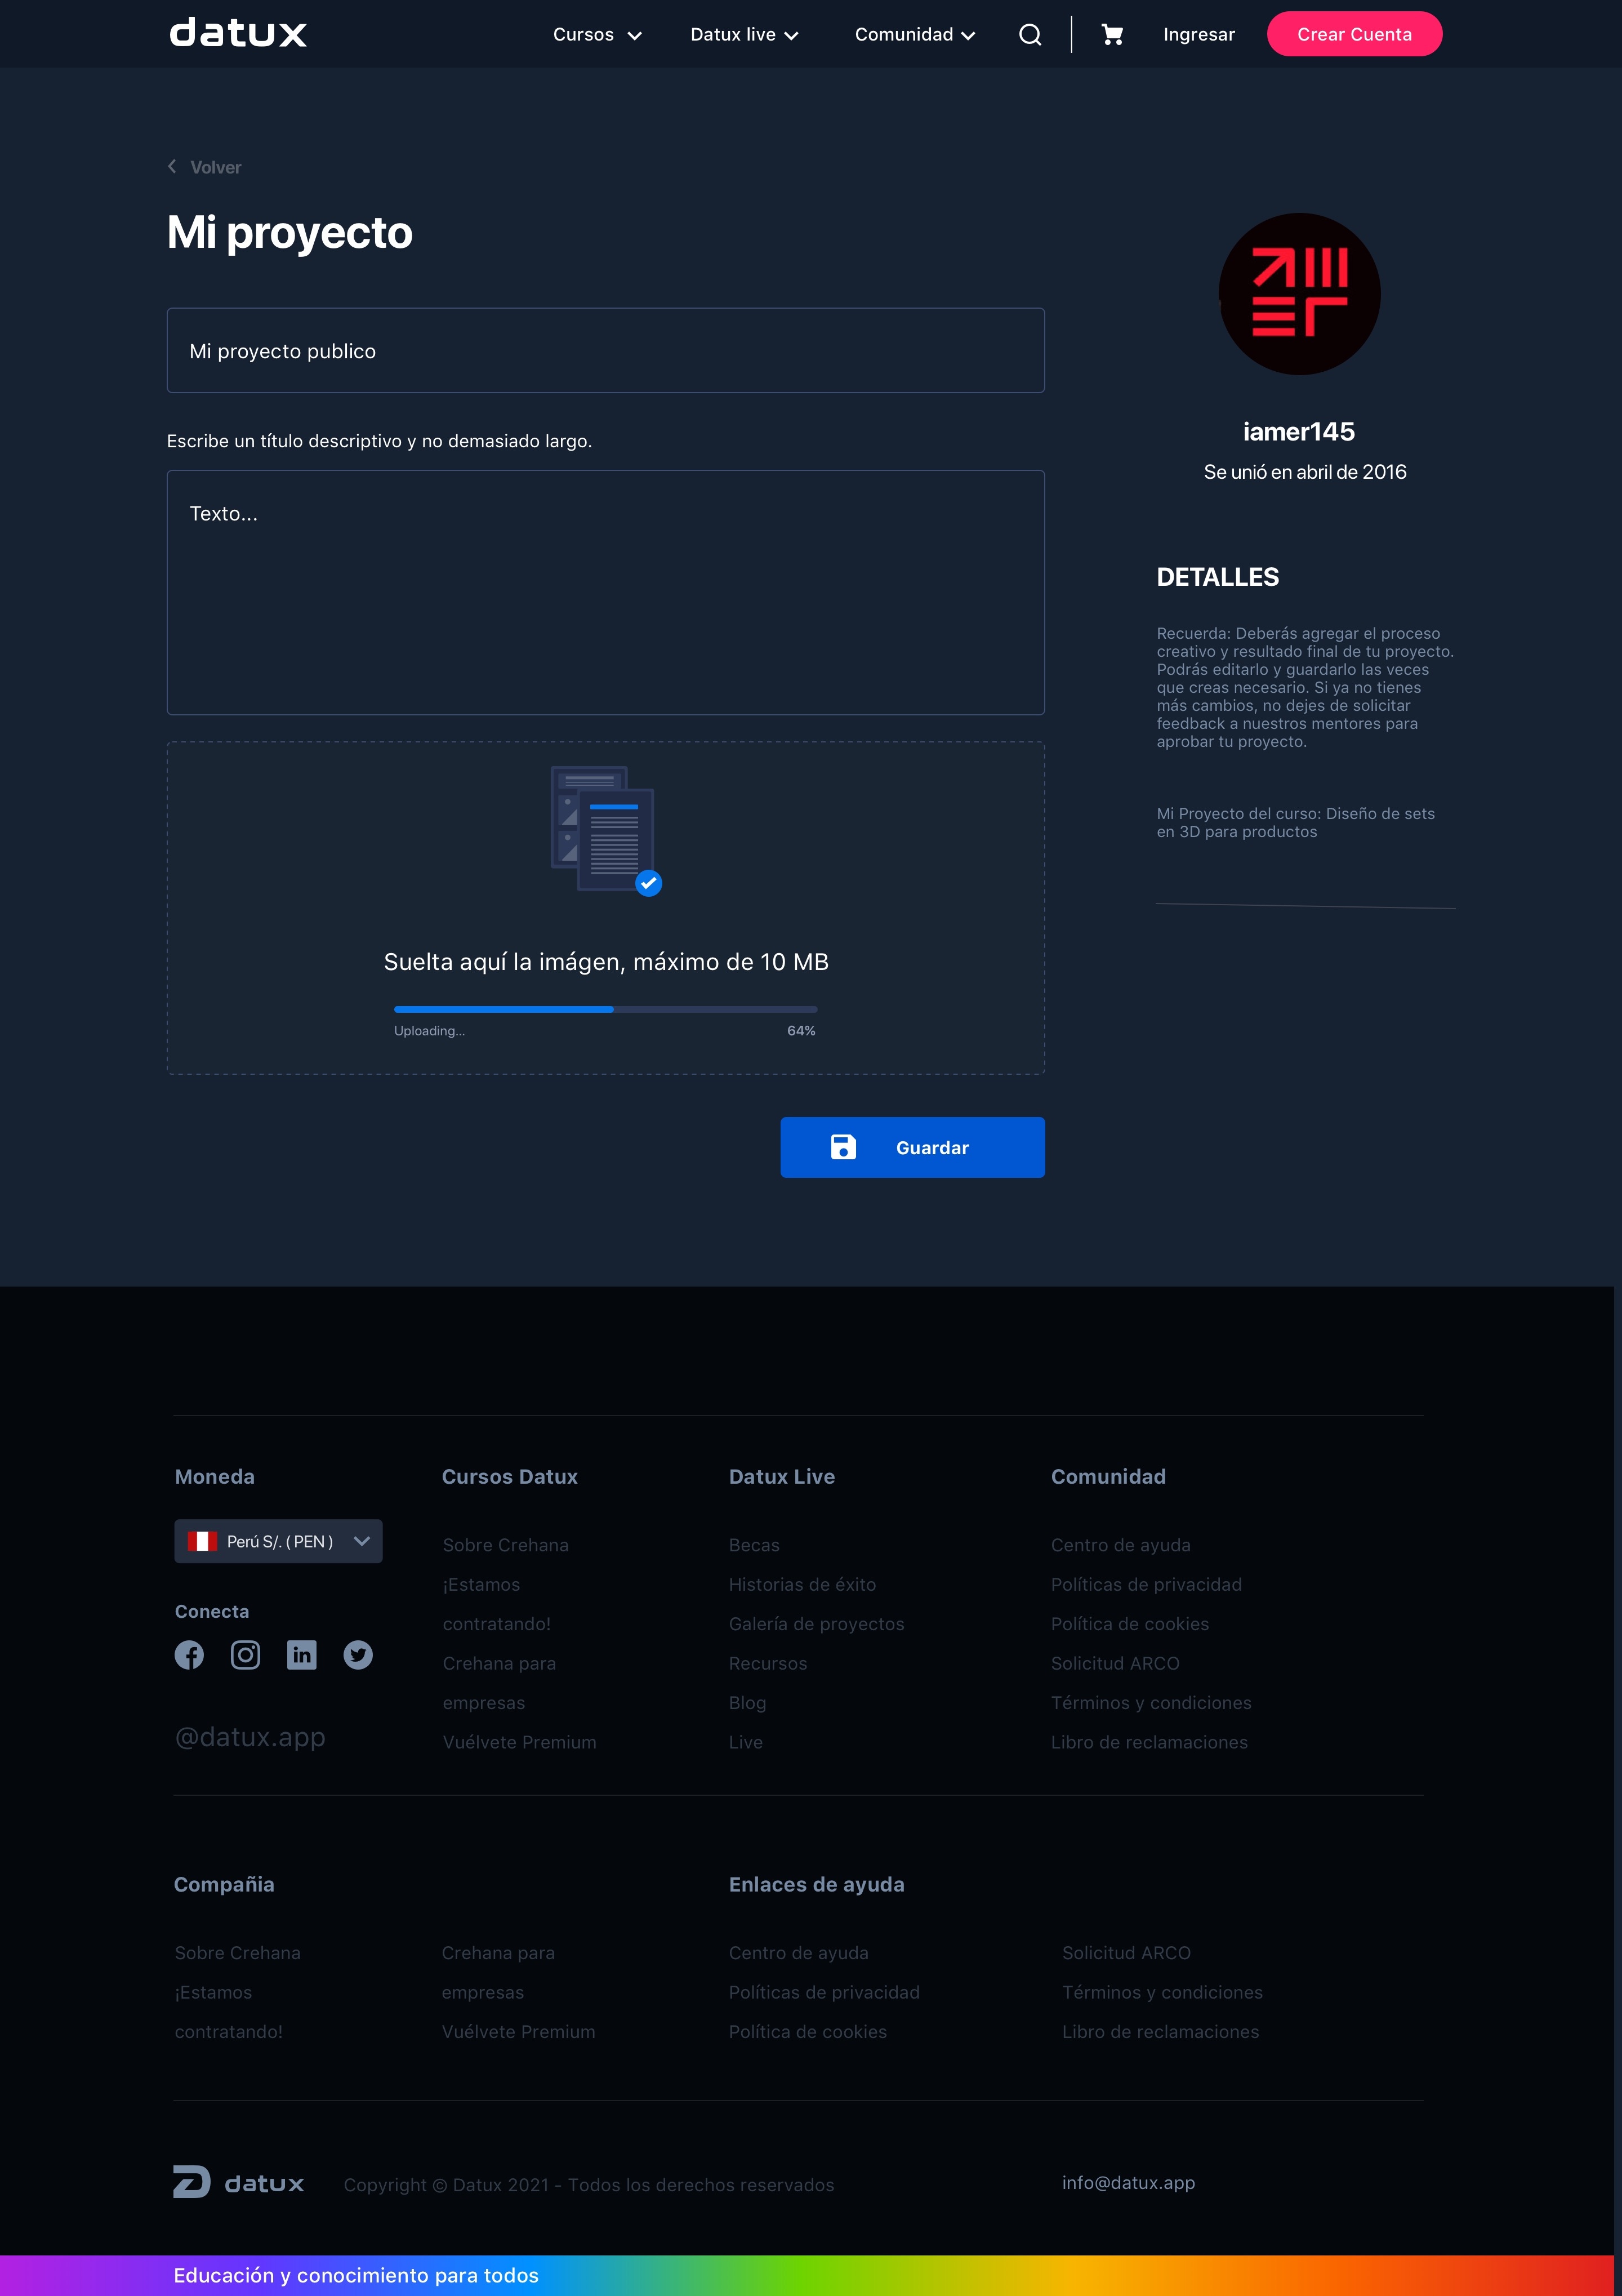 datux
Cursos
Datux live
Comunidad
Ingresar
Crear Cuenta
Volver
Mi proyecto
Mi proyecto publico
Escribe un título descriptivo y no demasiado largo.
Texto...
Suelta aquí la imágen, máximo de 10 MB
Uploading...
64%
Guardar
iamer145
Se unió en abril de 2016
DETALLES
Recuerda: Deberás agregar el proceso
creativo y resultado final de tu proyecto.
Podrás editarlo y guardarlo las veces
que creas necesario. Si ya no tienes
más cambios, no dejes de solicitar
feedback a nuestros mentores para
aprobar tu proyecto.
Mi Proyecto del curso: Diseño de sets
en 3D para productos
Moneda
Perú S/. ( PEN )
Conecta
in
@datux.app
Cursos Datux
Sobre Crehana
¡Estamos
contratando!
Crehana para
empresas
Vuélvete Premium
Datux Live
Becas
Historias de éxito
Galería de proyectos
Recursos
Blog
Live
Comunidad
Centro de ayuda
Políticas de privacidad
Política de cookies
Solicitud ARCO
Términos y condiciones
Libro de reclamaciones
Compañia
Sobre Crehana
¡Estamos
contratando!
Crehana para
empresas
Vuélvete Premium
Enlaces de ayuda
Centro de ayuda
Políticas de privacidad
Política de cookies
Solicitud ARCO
Términos y condiciones
Libro de reclamaciones
datux
Copyright © Datux 2021 - Todos los derechos reservados
info@datux.app
Educación y conocimiento para todos